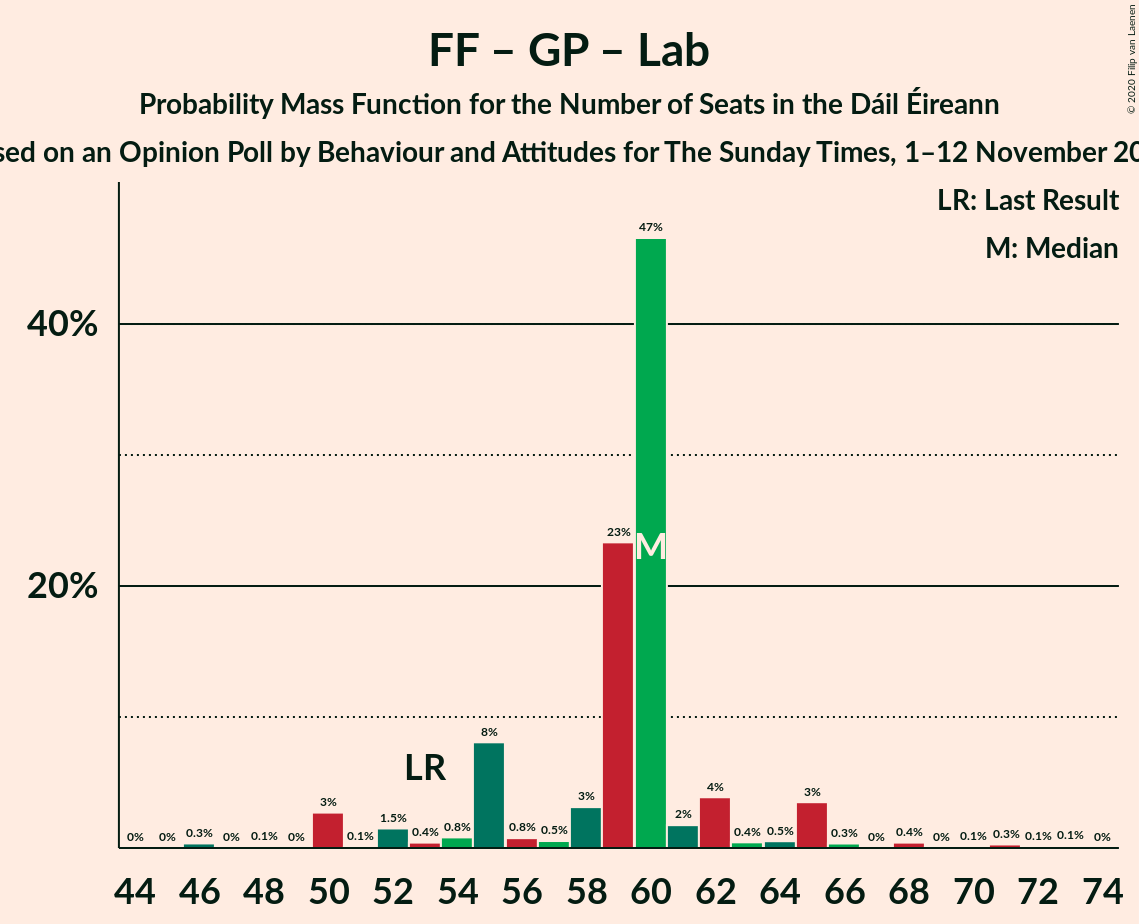 FF – GP – Lab
Probability Mass Function for the Number of Seats in the Dáil Éireann
on an Opinion Poll by Behaviour and Attitudes for The Sunday Times, 1–12 November
© 2020 Filip van Laenen
LR: Last Result
M: Median
47%
40%
23%
M
20%
8%
LR
4%
3% 3% 3%
2%
0% 0% 0.3% 0% 0.1% 0% 0.1% 1.5% 0.4% 0.8% 0.8% 0.5% 0.4% 0.5% 0.3% 0% 0.4% 0% 0.1% 0.3% 0.1% 0.1% 0%
44 46 48 50 52 54 56 58 60 62 64 66 68 70 72 74